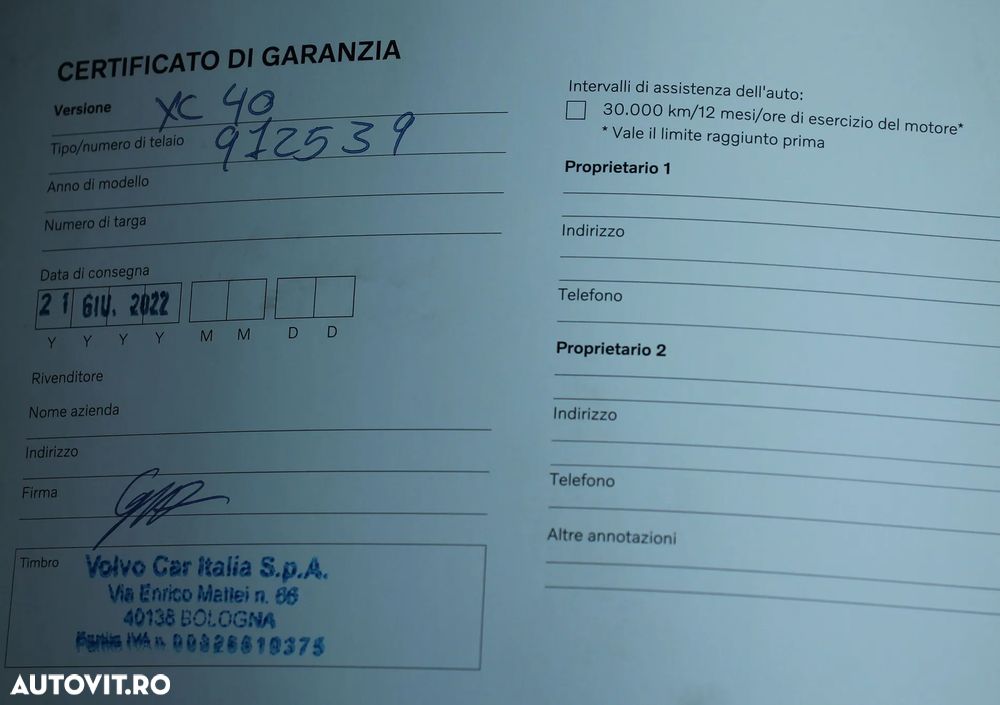 CERTIFICATO DI GARANZIA
Versione XC 40
Tipo/numero di telaio 912539
Anno di modello
Numero di targa
Data di consegna
21 GIU. 2022
Y Y Y Y M M D D
Rivenditore
Nome azienda
Indirizzo
Firma
Timbro
Volvo Car Italia S.p.A.
Via Enrico Mattei n. 66
40138 BOLOGNA
Partita IVA n.
Intervalli di assistenza dell'auto:
30.000 km/12 mesi/ore di esercizio del motore*
* Vale il limite raggiunto prima
Proprietario 1
Indirizzo
Telefono
Proprietario 2
Indirizzo
Telefono
Altre annotazioni
AUTOVIT.RO